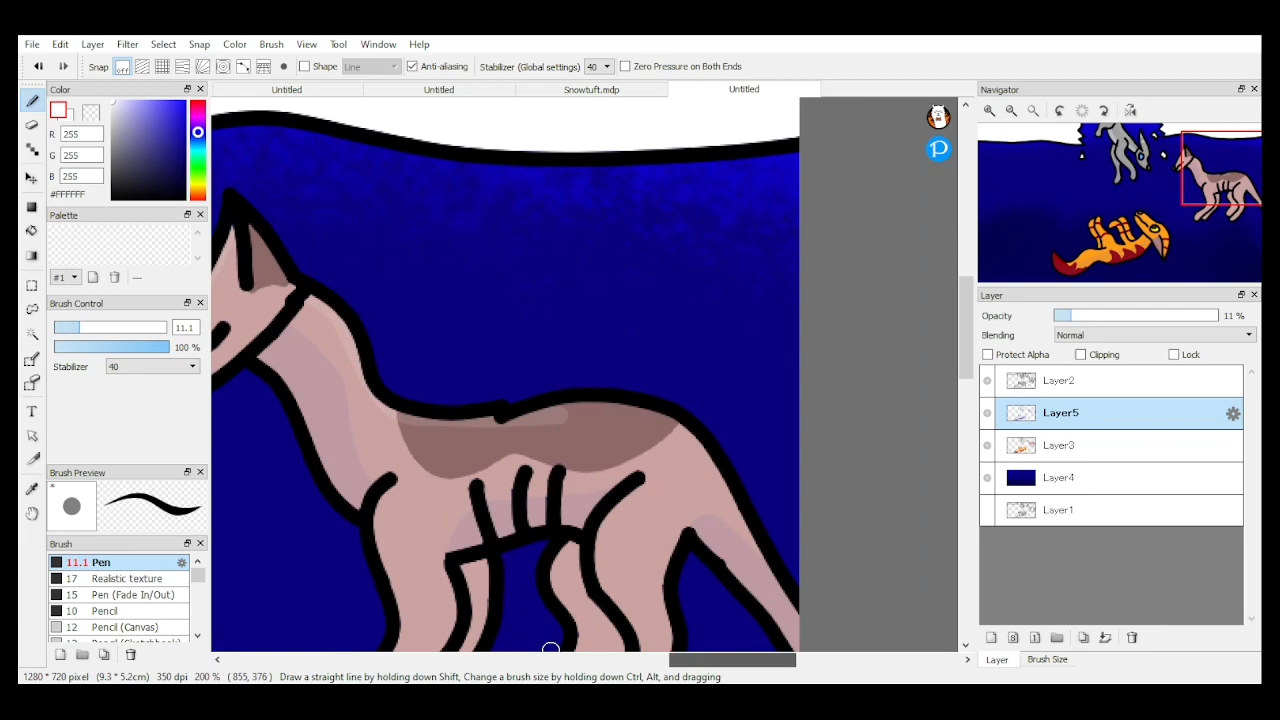 File Edit Layer Filter Select Snap Color Brush View Tool Window Help
Snap off Shape Line Anti-aliasing Stabilizer (Global settings) 40 Zero Pressure on Both Ends
Color
Untitled Untitled Snowtuft.mdp Untitled
R 255
G 255
B 255
#FFFFFF
Palette
#1 ---
Brush Control
11.1
100 %
Stabilizer 40
T
Brush Preview
Brush
11.1 Pen
17 Realistic texture
15 Pen (Fade In/Out)
10 Pencil
12 Pencil (Canvas)
Navigator
P
Layer
Opacity 11 %
Blending Normal
Protect Alpha Clipping Lock
Layer2
Layer5
Layer3
Layer4
Layer1
Layer Brush Size
1280 * 720 pixel (9.3 * 5.2cm) 350 dpi 200 % ( 855, 376 ) Draw a straight line by holding down Shift, Change a brush size by holding down Ctrl, Alt, and dragging